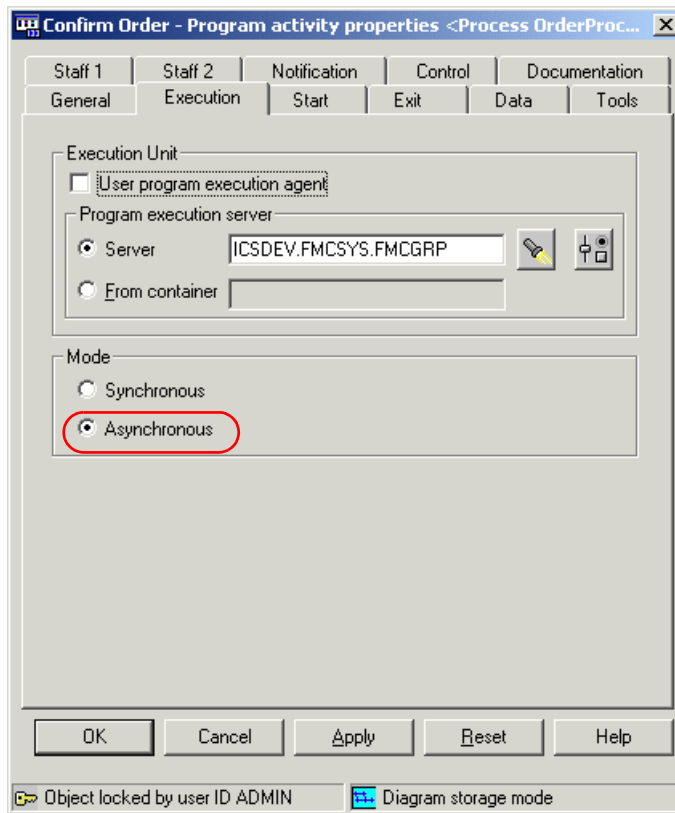 Confirm Order - Program activity properties <Process OrderProc...
Staff 1 Staff 2 Notification Control Documentation
General Execution Start Exit Data Tools
Execution Unit
User program execution agent
Program execution server
Server ICSDEV.FMCSYS.FMCGRP
From container
Mode
Synchronous
Asynchronous
OK Cancel Apply Reset Help
Object locked by user ID ADMIN Diagram storage mode